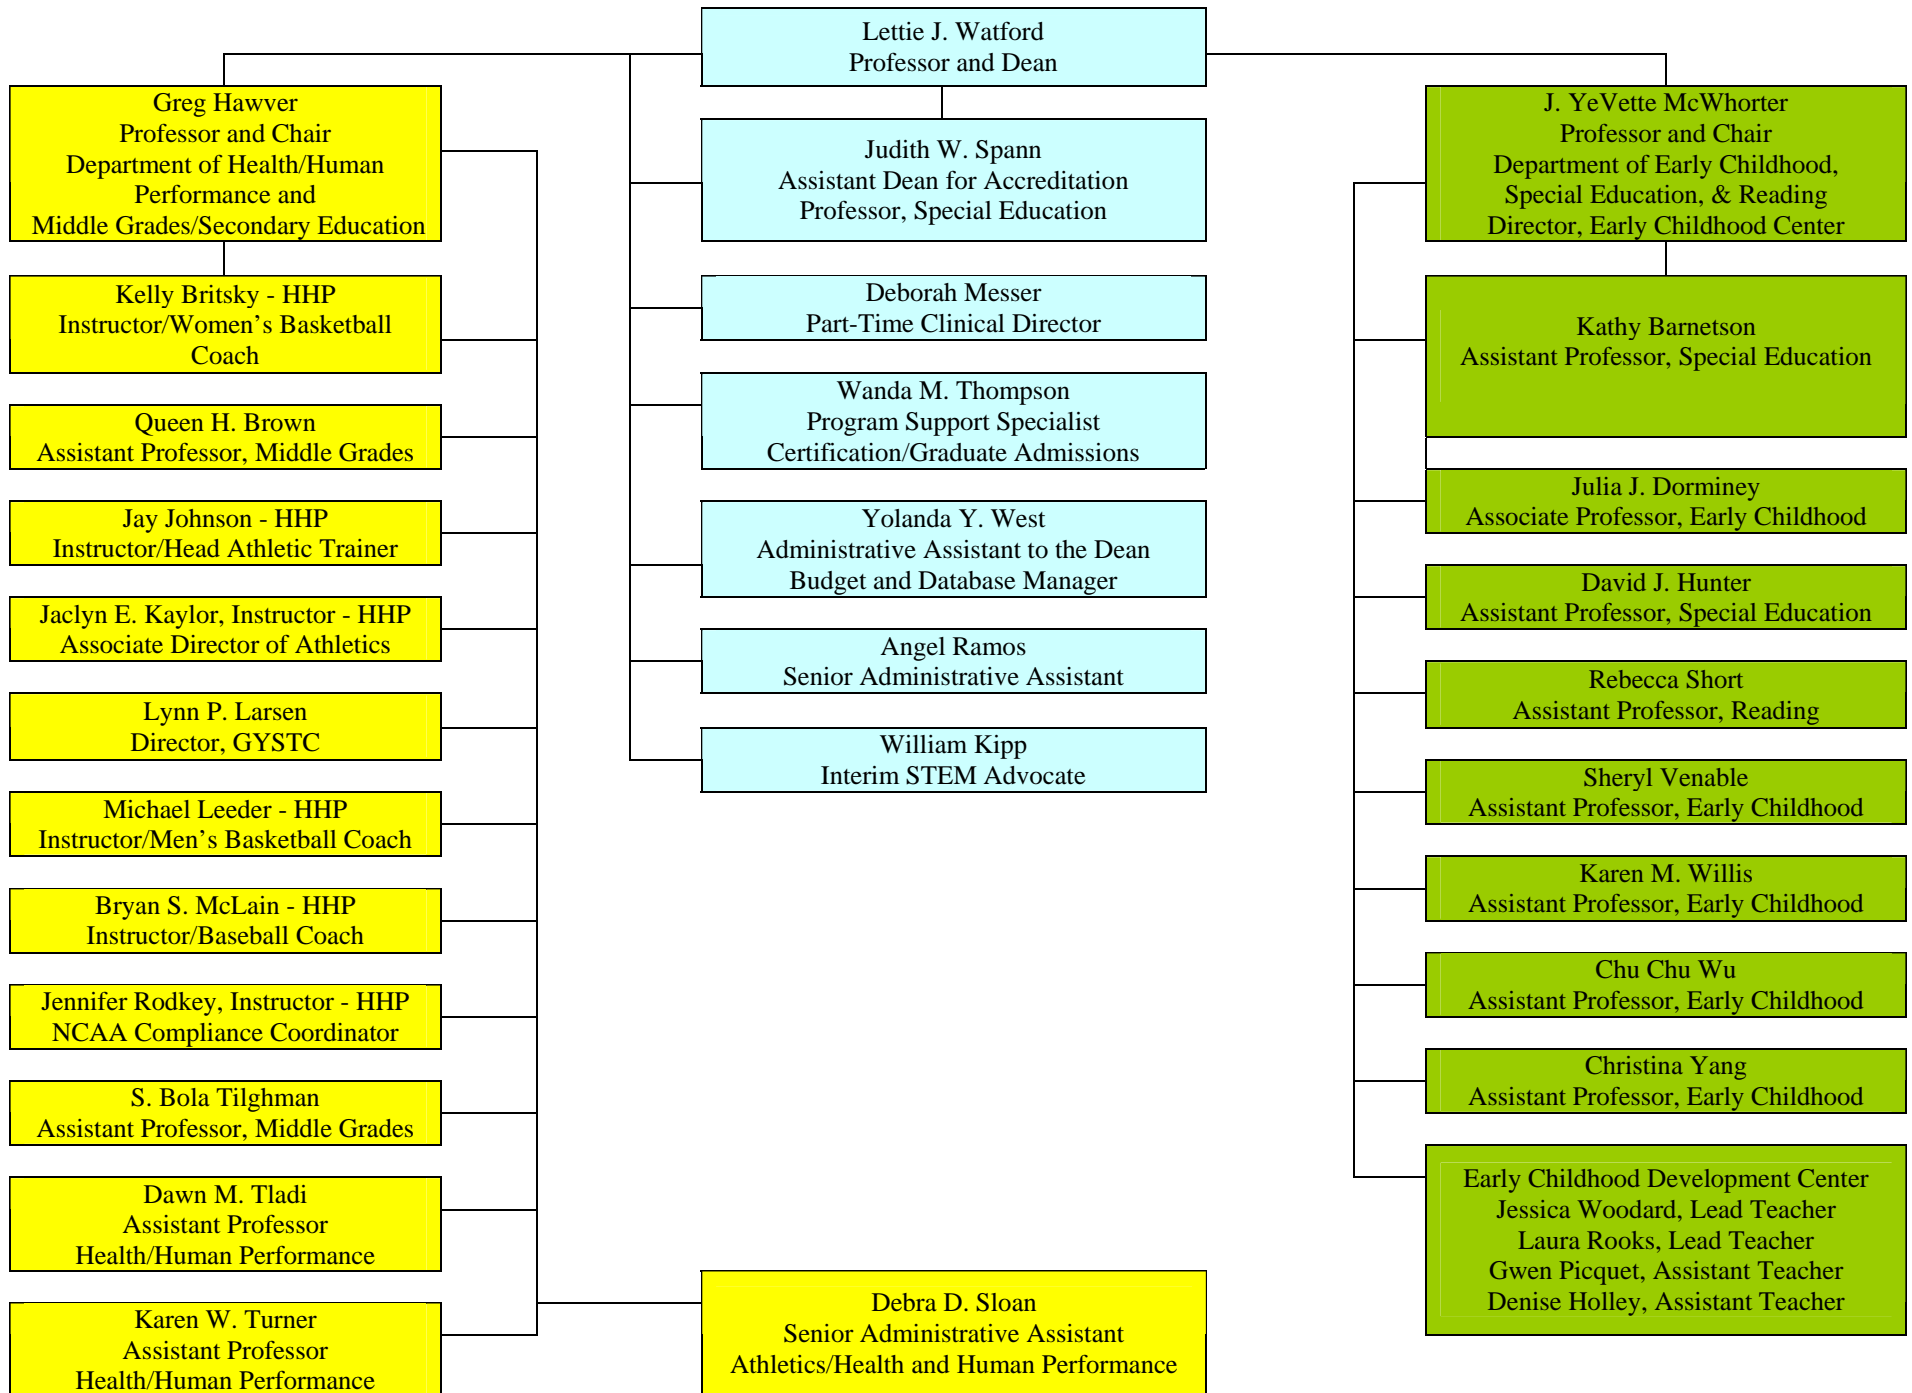 Lettie J. Watford
Professor and Dean
Greg Hawver
Professor and Chair
Department of Health/Human
Performance and
Middle Grades/Secondary Education
Kelly Britsky - HHP
Instructor/Women’s Basketball
Coach
Queen H. Brown
Assistant Professor, Middle Grades
Jay Johnson - HHP
Instructor/Head Athletic Trainer
Jaclyn E. Kaylor, Instructor - HHP
Associate Director of Athletics
Lynn P. Larsen
Director, GYSTC
Michael Leeder - HHP
Instructor/Men’s Basketball Coach
Bryan S. McLain - HHP
Instructor/Baseball Coach
Jennifer Rodkey, Instructor - HHP
NCAA Compliance Coordinator
S. Bola Tilghman
Assistant Professor, Middle Grades
Dawn M. Tladi
Assistant Professor
Health/Human Performance
Karen W. Turner
Assistant Professor
Health/Human Performance
Judith W. Spann
Assistant Dean for Accreditation
Professor, Special Education
Deborah Messer
Part-Time Clinical Director
Wanda M. Thompson
Program Support Specialist
Certification/Graduate Admissions
Yolanda Y. West
Administrative Assistant to the Dean
Budget and Database Manager
Angel Ramos
Senior Administrative Assistant
William Kipp
Interim STEM Advocate
Debra D. Sloan
Senior Administrative Assistant
Athletics/Health and Human Performance
J. YeVette McWhorter
Professor and Chair
Department of Early Childhood,
Special Education, & Reading
Director, Early Childhood Center
Kathy Barnetson
Assistant Professor, Special Education
Julia J. Dorminey
Associate Professor, Early Childhood
David J. Hunter
Assistant Professor, Special Education
Rebecca Short
Assistant Professor, Reading
Sheryl Venable
Assistant Professor, Early Childhood
Karen M. Willis
Assistant Professor, Early Childhood
Chu Chu Wu
Assistant Professor, Early Childhood
Christina Yang
Assistant Professor, Early Childhood
Early Childhood Development Center
Jessica Woodard, Lead Teacher
Laura Rooks, Lead Teacher
Gwen Picquet, Assistant Teacher
Denise Holley, Assistant Teacher